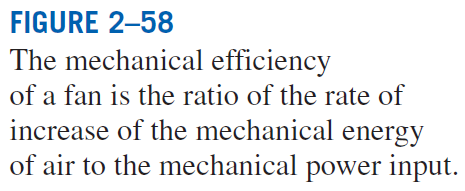 FIGURE 2–58
The mechanical efficiency
of a fan is the ratio of the rate of
increase of the mechanical energy
of air to the mechanical power input.